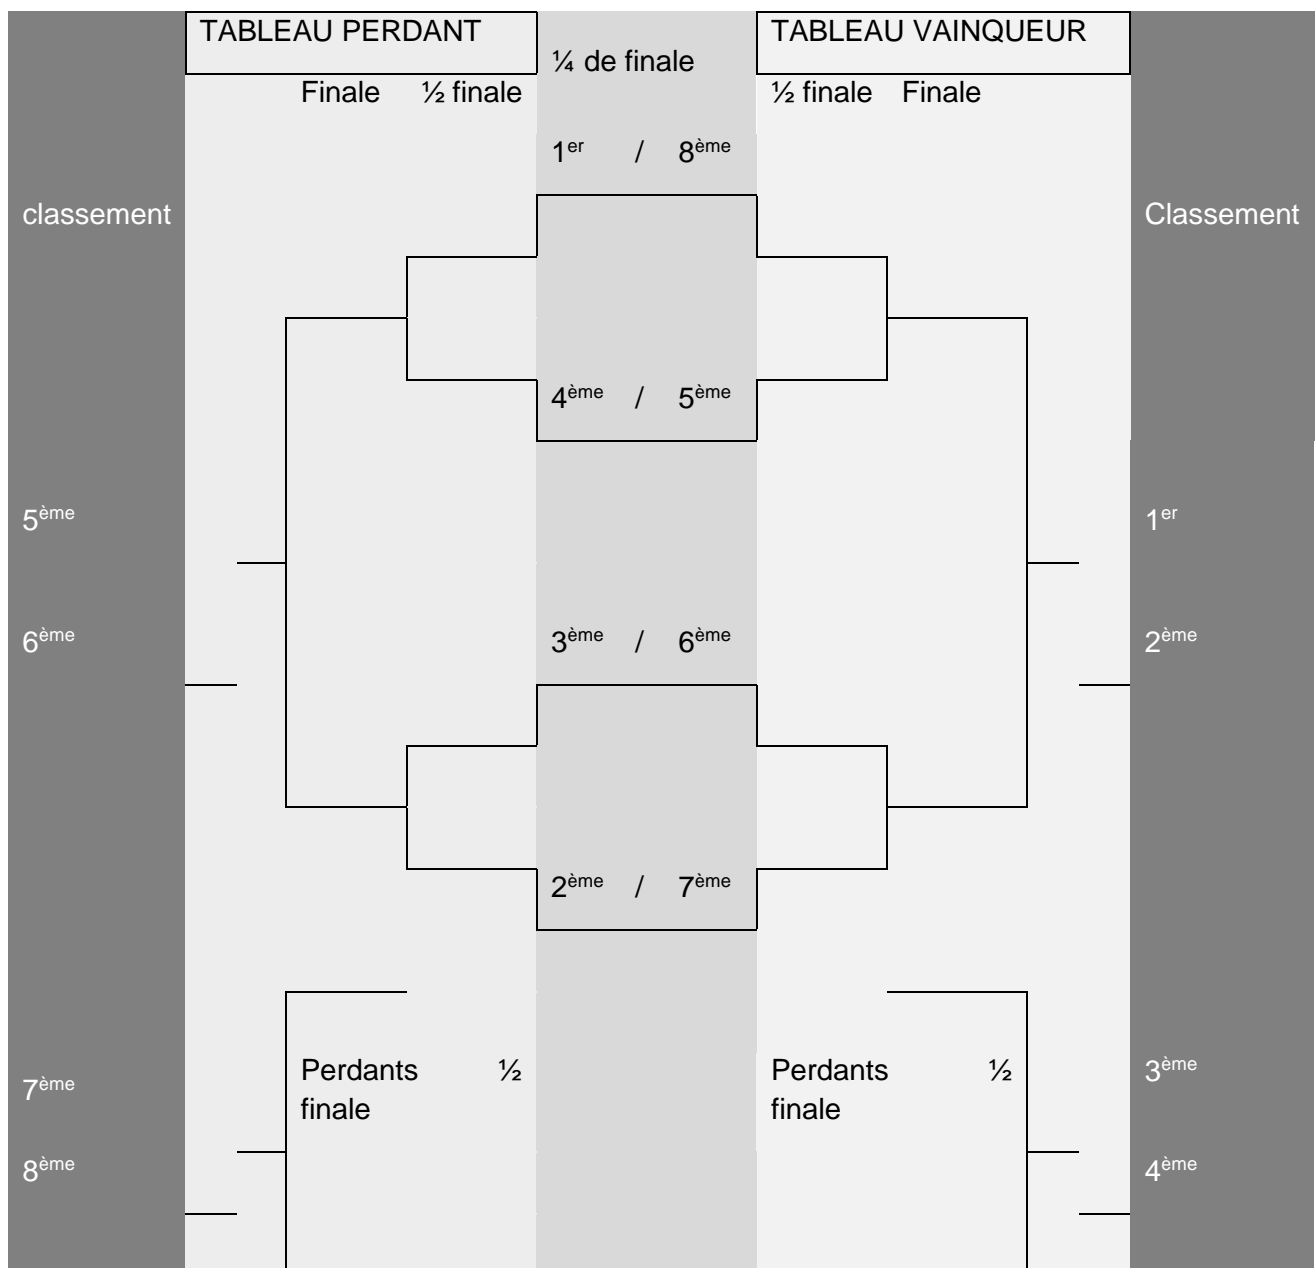 TABLEAU PERDANT
¼ de finale
TABLEAU VAINQUEUR
Finale ½ finale
½ finale Finale
1er / 8ème
classement
Classement
4ème / 5ème
5ème
1er
6ème
3ème / 6ème
2ème
2ème / 7ème
7ème
Perdants ½
finale
Perdants ½
finale
3ème
8ème
4ème